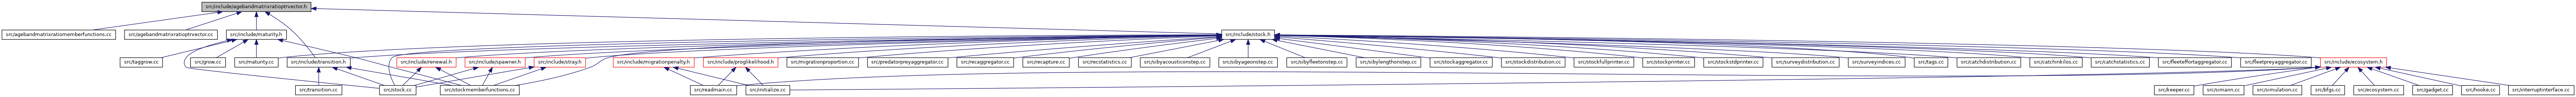 src/include/agebandmatrixratioptrvector.h
src/agebandmatrixratiomemberfunctions.cc
src/agebandmatrixratioptrvector.cc
src/include/maturity.h
src/include/stock.h
src/taggrow.cc
src/grow.cc
src/maturity.cc
src/include/transition.h
src/include/renewal.h
src/include/spawner.h
src/include/stray.h
src/include/migrationpenalty.h
src/include/proglikelihood.h
src/migrationproportion.cc
src/predatorpreyaggregator.cc
src/recaggregator.cc
src/recapture.cc
src/recstatistics.cc
src/sibyacousticonstep.cc
src/sibyageonstep.cc
src/sibyfleetonstep.cc
src/sibylengthonstep.cc
src/stockaggregator.cc
src/stockdistribution.cc
src/stockfullprinter.cc
src/stockprinter.cc
src/stockstdprinter.cc
src/surveydistribution.cc
src/surveyindices.cc
src/tags.cc
src/catchdistribution.cc
src/catchinkilos.cc
src/catchstatistics.cc
src/fleeteffortaggregator.cc
src/fleetpreyaggregator.cc
src/include/ecosystem.h
src/transition.cc
src/stock.cc
src/stockmemberfunctions.cc
src/readmain.cc
src/initialize.cc
src/keeper.cc
src/simann.cc
src/simulation.cc
src/bfgs.cc
src/ecosystem.cc
src/gadget.cc
src/hooke.cc
src/interruptinterface.cc